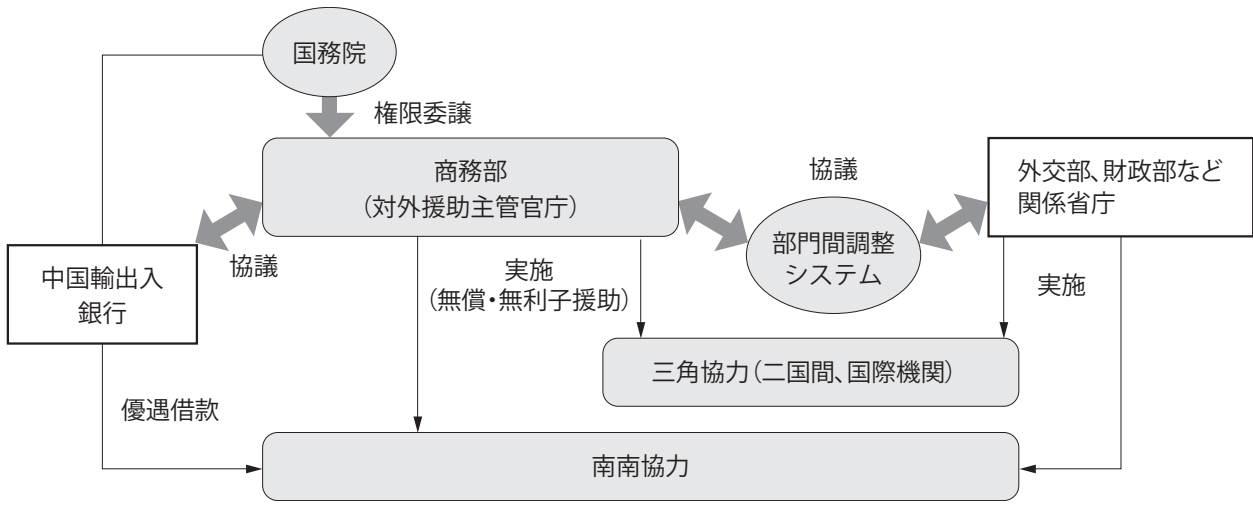 国務院
権限委譲
商務部
(対外援助主管官庁)
協議
外交部、財政部など
関係省庁
部門間調整
システム
協議
中国輸出入
銀行
実施
(無償・無利子援助)
実施
三角協力(二国間、国際機関)
優遇借款
南南協力